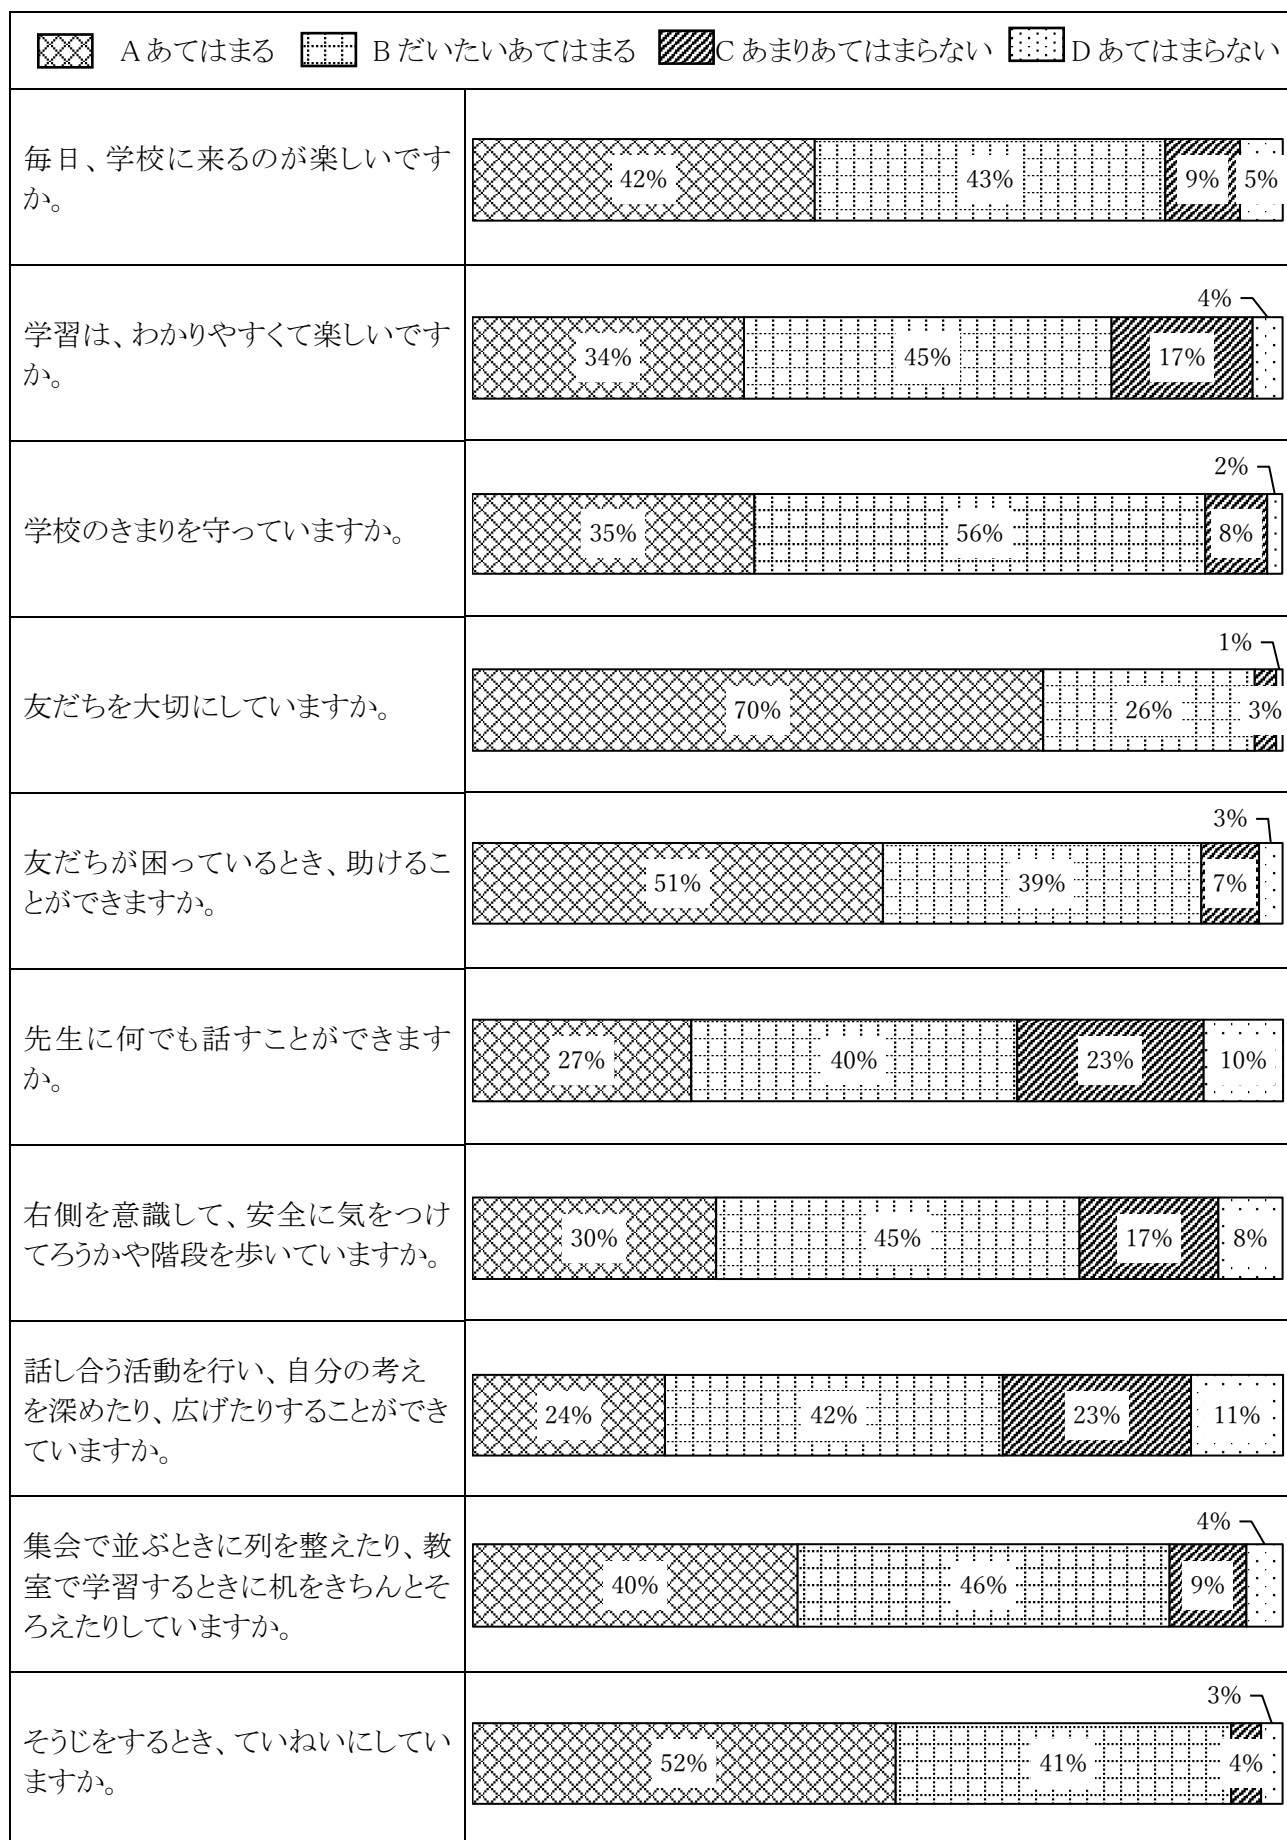 A あてはまる B だいたいあてはまる C あまりあてはまらない D あてはまらない
毎日、学校に来るのが楽しいです
か。
42% 43% 9% 5%
学習は、わかりやすくて楽しいです
か。
4%
34% 45% 17%
学校のきまりを守っていますか。
2%
35% 56% 8%
友だちを大切にしていますか。
1%
70% 26% 3%
友だちが困っているとき、助けるこ
とができますか。
3%
51% 39% 7%
先生に何でも話すことができます
か。
27% 40% 23% 10%
右側を意識して、安全に気をつけ
てろうかや階段を歩いていますか。
30% 45% 17% 8%
話し合う活動を行い、自分の考え
を深めたり、広げたりすることができ
ていますか。
24% 42% 23% 11%
集会で並ぶときに列を整えたり、教
室で学習するときに机をきちんとそ
ろえたりしていますか。
4%
40% 46% 9%
そうじをするとき、ていねいにしてい
ますか。
3%
52% 41% 4%